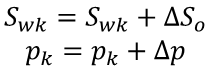 S_{wk} = S_{wk} + ΔS_o
p_k = p_k + Δp